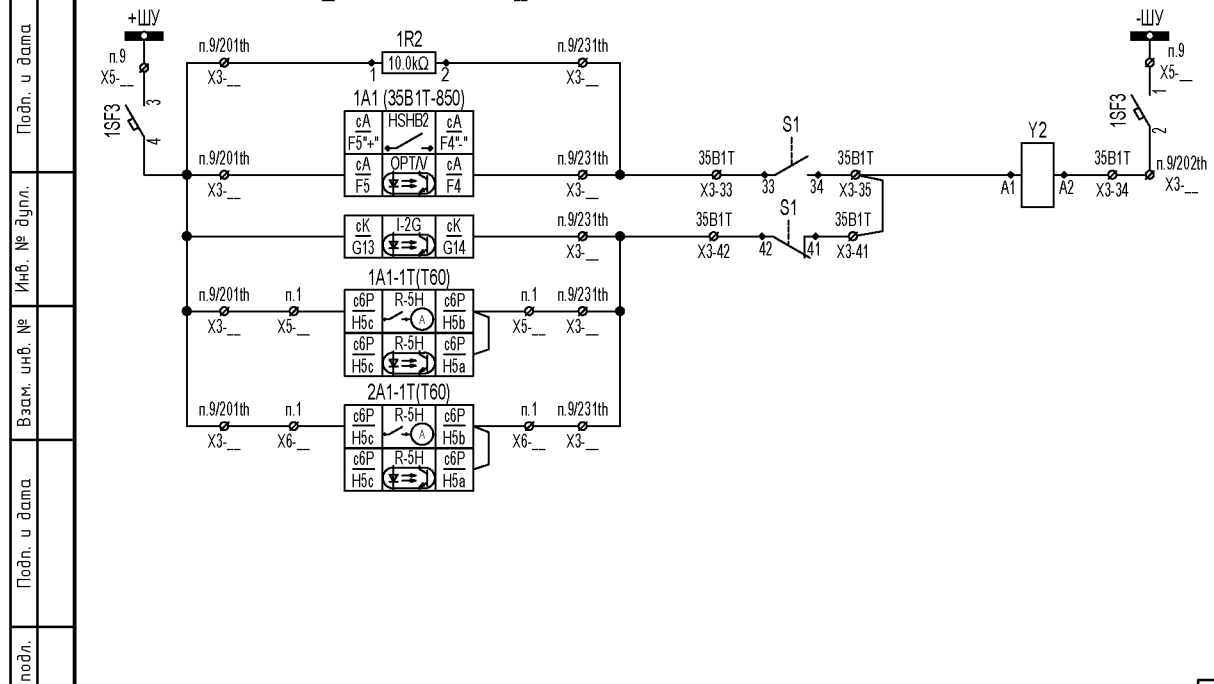 +ШУ
-ШУ
п.9
X5-__
3
1SF3
4
п.9/201th
X3-__
1R2
1
10.0kΩ
2
п.9/231th
X3-__
1A1 (35B1T-850)
cA
F5"+"
HSHB2
cA
F4"-"
п.9/201th
X3-__
cA
F5
OPT/V
cA
F4
п.9/231th
X3-__
35B1T
X3-33
S1
33
34
35B1T
X3-35
Y2
A1
A2
35B1T
X3-34
п.9
X5-__
1
1SF3
2
п.9/202th
X3-__
cK
G13
I-2G
cK
G14
п.9/231th
X3-__
35B1T
X3-42
S1
42
41
35B1T
X3-41
1A1-1T(T60)
п.9/201th
X3-__
п.1
X5-__
c6P
H5c
R-5H
A
c6P
H5b
п.1
X5-__
п.9/231th
X3-__
c6P
H5c
R-5H
c6P
H5a
2A1-1T(T60)
п.9/201th
X3-__
п.1
X6-__
c6P
H5c
R-5H
A
c6P
H5b
п.1
X6-__
п.9/231th
X3-__
c6P
H5c
R-5H
c6P
H5a
Подп. и дата
Инв. № дупл.
Взам. инв. №
Подп. и дата
подл.